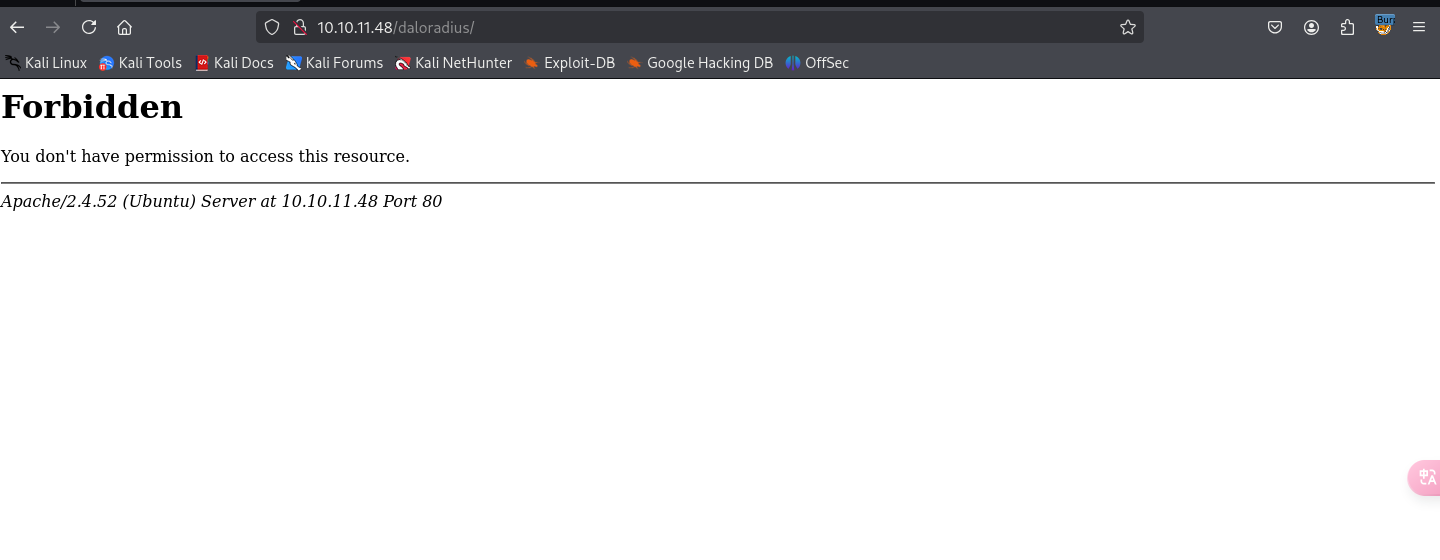 10.10.11.48/daloradius/
Burp
Kali Linux Kali Tools Kali Docs Kali Forums Kali NetHunter Exploit-DB Google Hacking DB OffSec
Forbidden
You don't have permission to access this resource.
Apache/2.4.52 (Ubuntu) Server at 10.10.11.48 Port 80
中 A